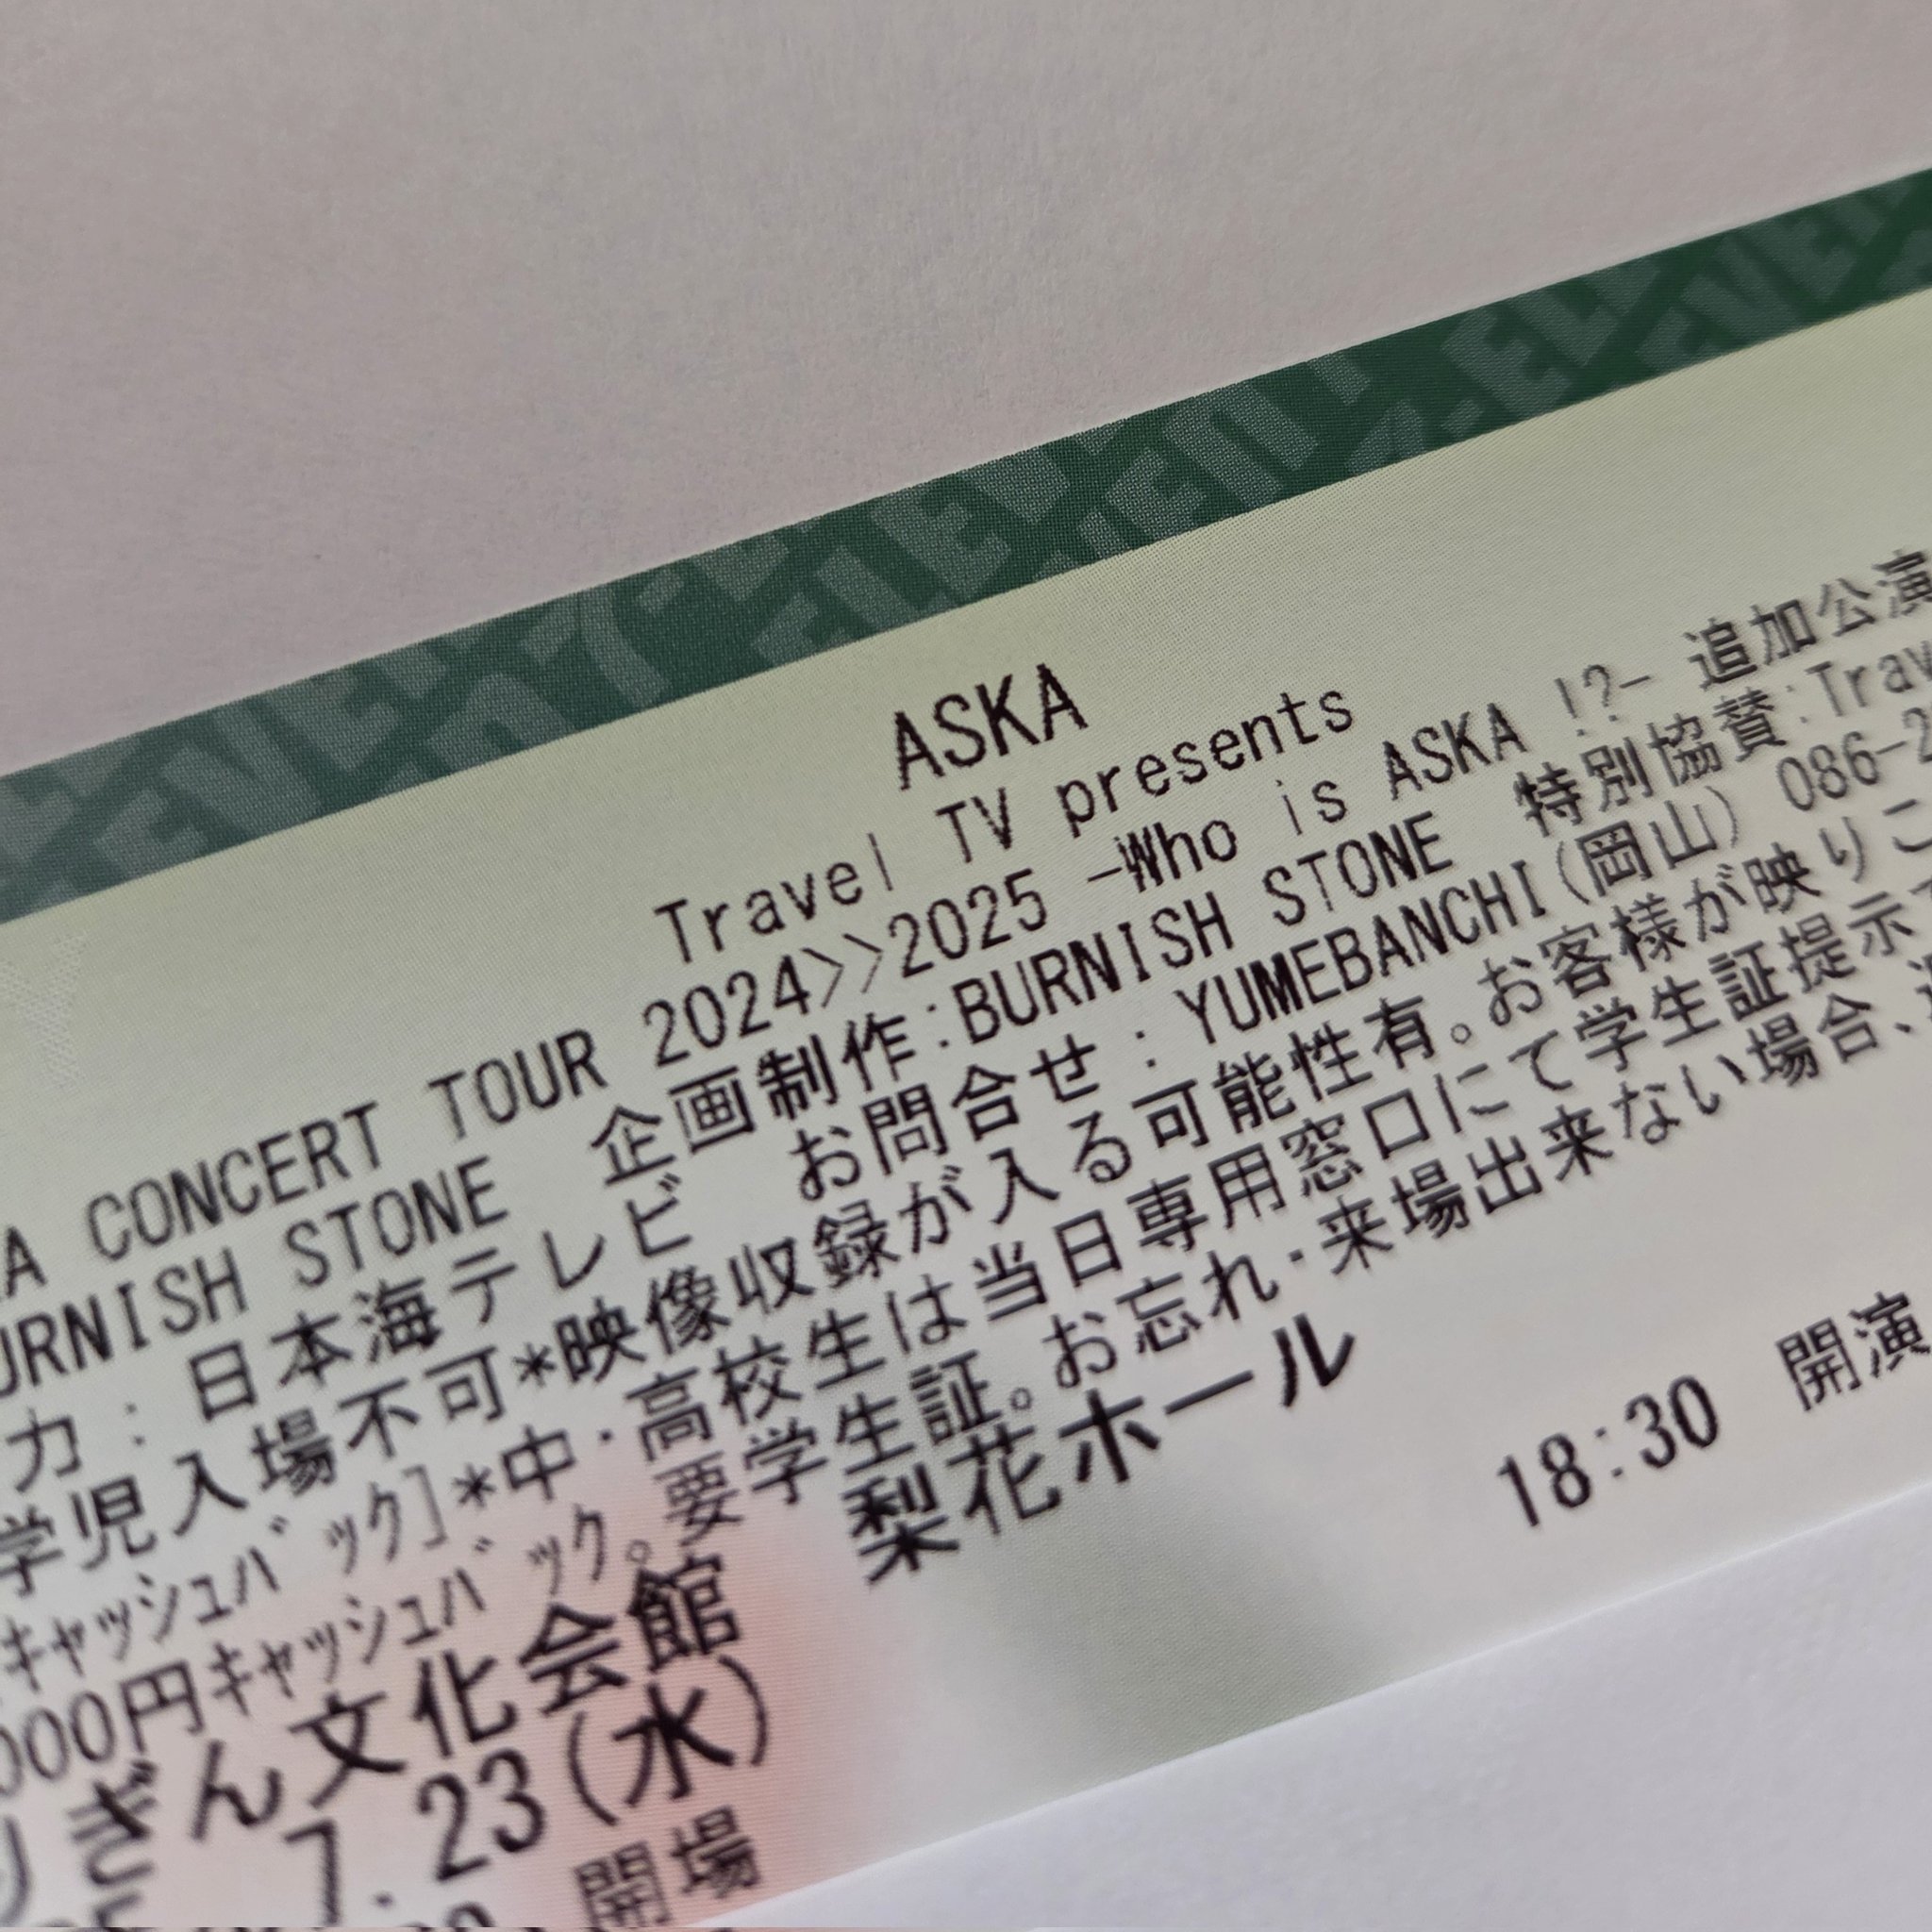 ASKA
Travel TV presents
A CONCERT TOUR 2024>>2025 -Who is ASKA !?- 追加公演
URNISH STONE 企画制作:BURNISH STONE 特別協賛:Trav
力: 日本海テレビ お問合せ: YUMEBANCHI(岡山) 086-2
学児入場不可*映像収録が入る可能性有。お客様が映りこ
キャッシュバック]*中・高校生は当日専用窓口にて学生証提示で
000円キャッシュバック。要学生証。お忘れ・来場出来ない場合、
りぎん文化会館 梨花ホール
7. 23(水)
開場 18:30 開演